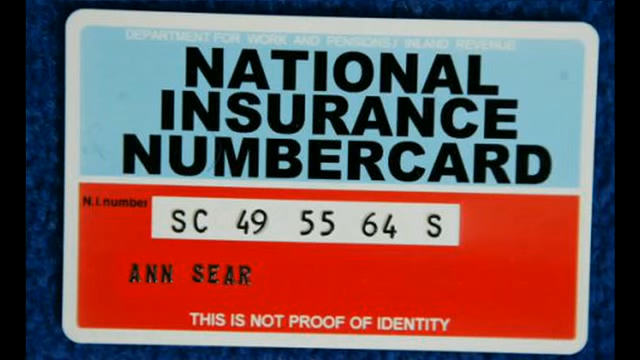 DEPARTMENT FOR WORK AND PENSIONS / INLAND REVENUE
NATIONAL
INSURANCE
NUMBERCARD
N.I.number SC 49 55 64 S
ANN SEAR
THIS IS NOT PROOF OF IDENTITY